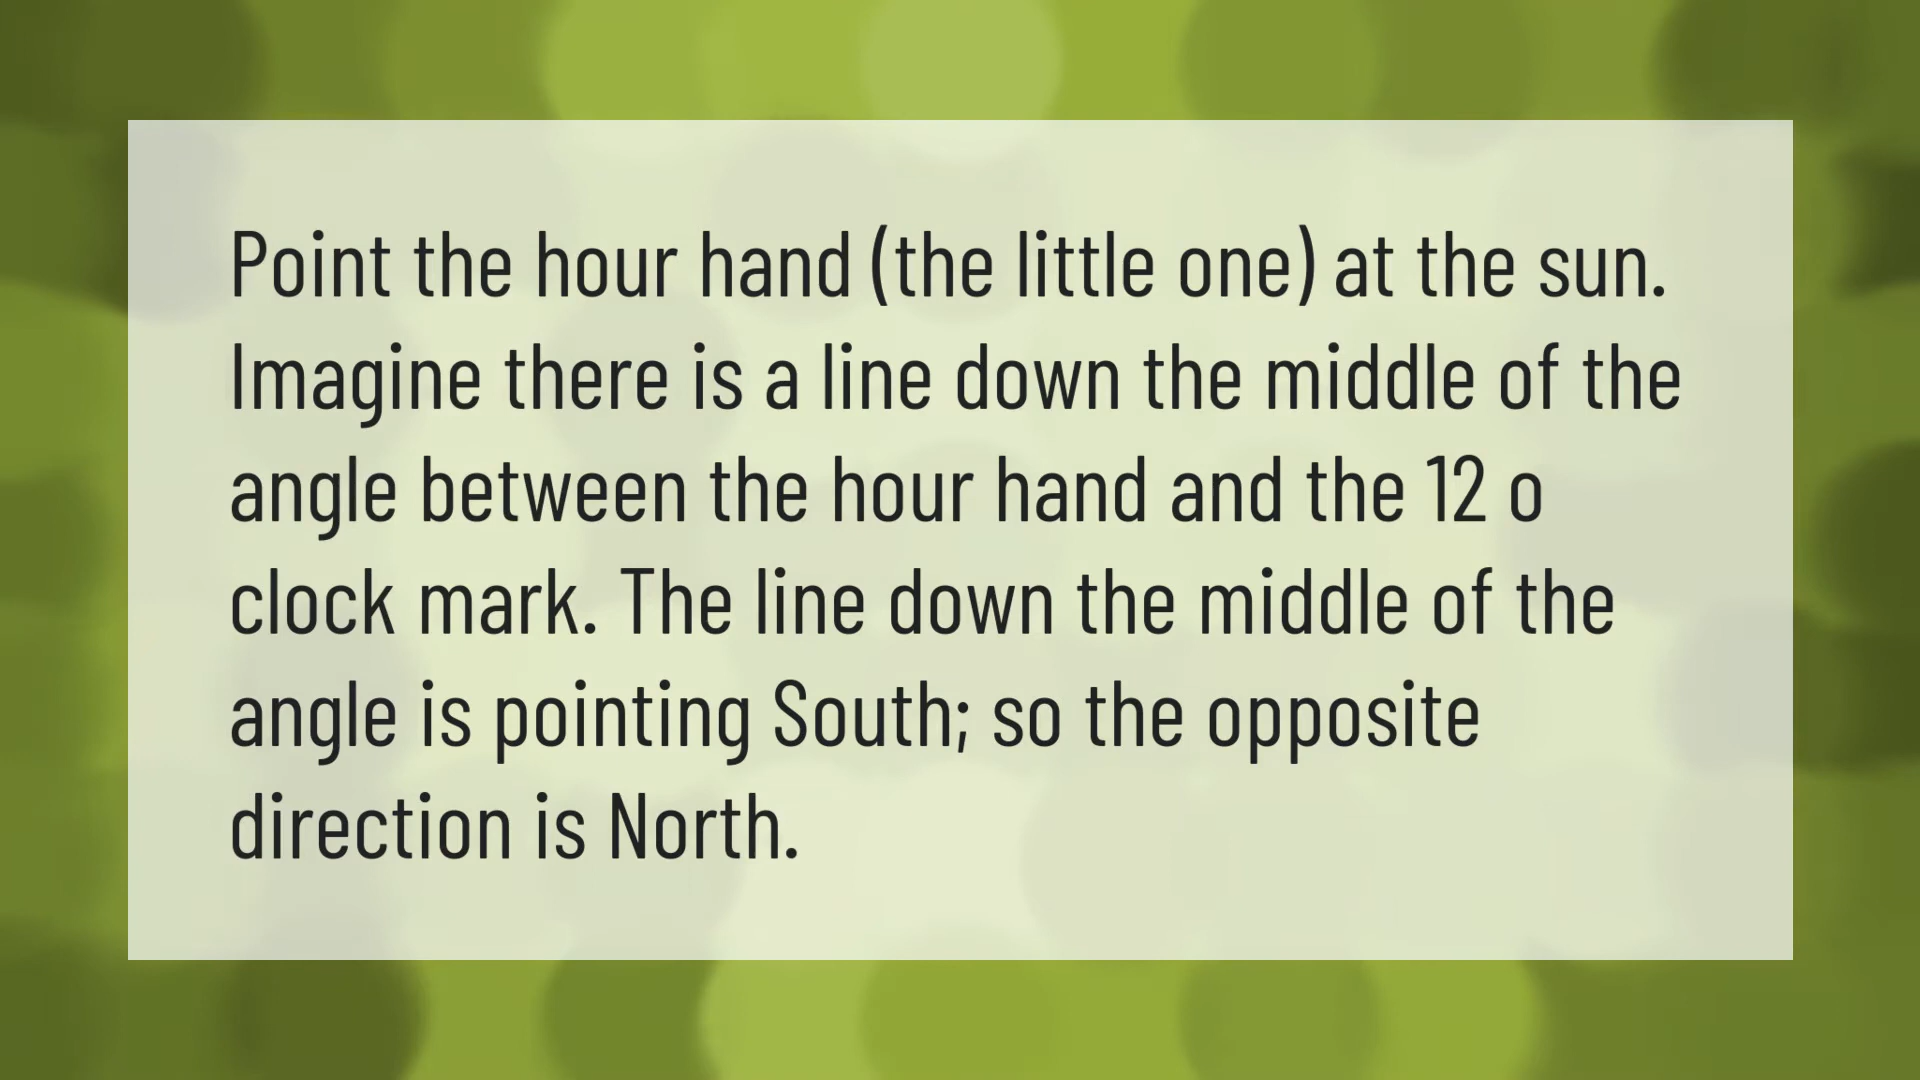 Point the hour hand (the little one) at the sun.
Imagine there is a line down the middle of the
angle between the hour hand and the 12 o
clock mark. The line down the middle of the
angle is pointing South; so the opposite
direction is North.